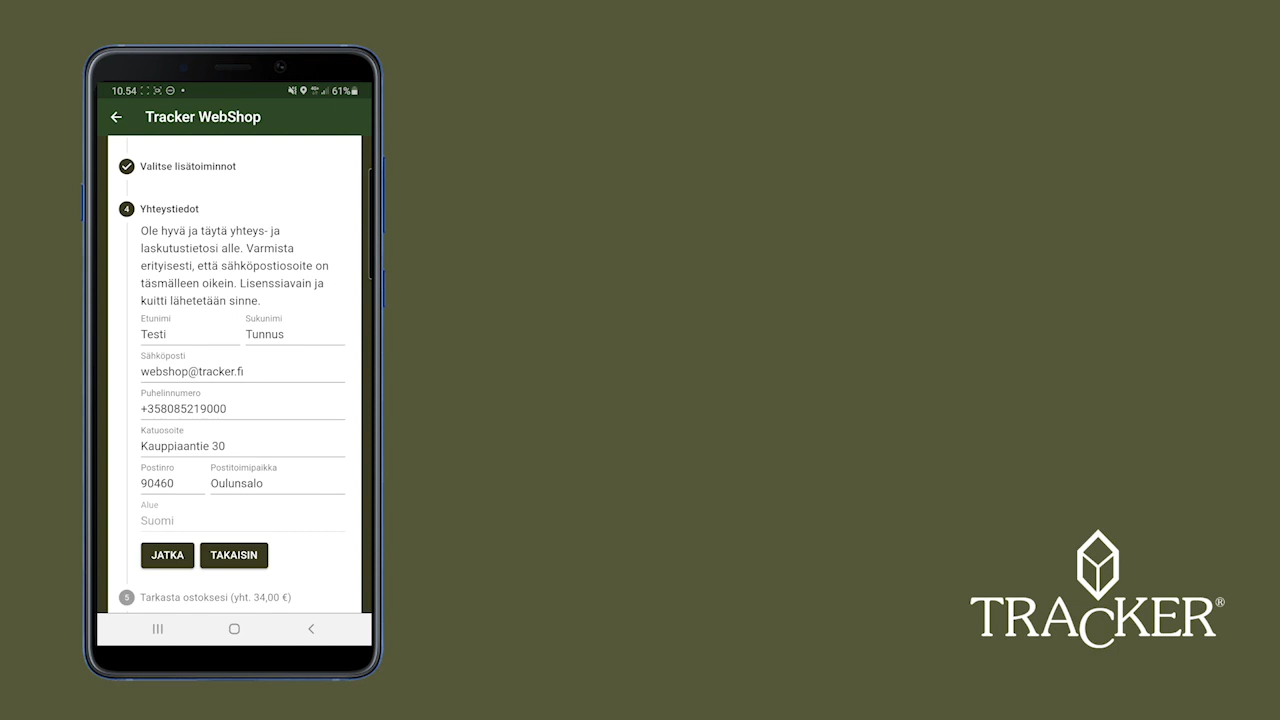 10.54
61%
Tracker WebShop
Valitse lisätoiminnot
4 Yhteystiedot
Ole hyvä ja täytä yhteys- ja
laskutustietosi alle. Varmista
erityisesti, että sähköpostiosoite on
täsmälleen oikein. Lisenssiavain ja
kuitti lähetetään sinne.
Etunimi Sukunimi
Testi Tunnus
Sähköposti
webshop@tracker.fi
Puhelinnumero
+358085219000
Katuosoite
Kauppiaantie 30
Postinro Postitoimipaikka
90460 Oulunsalo
Alue
Suomi
JATKA TAKAISIN
5 Tarkasta ostoksesi (yht. 34,00 €)
TRACKER®